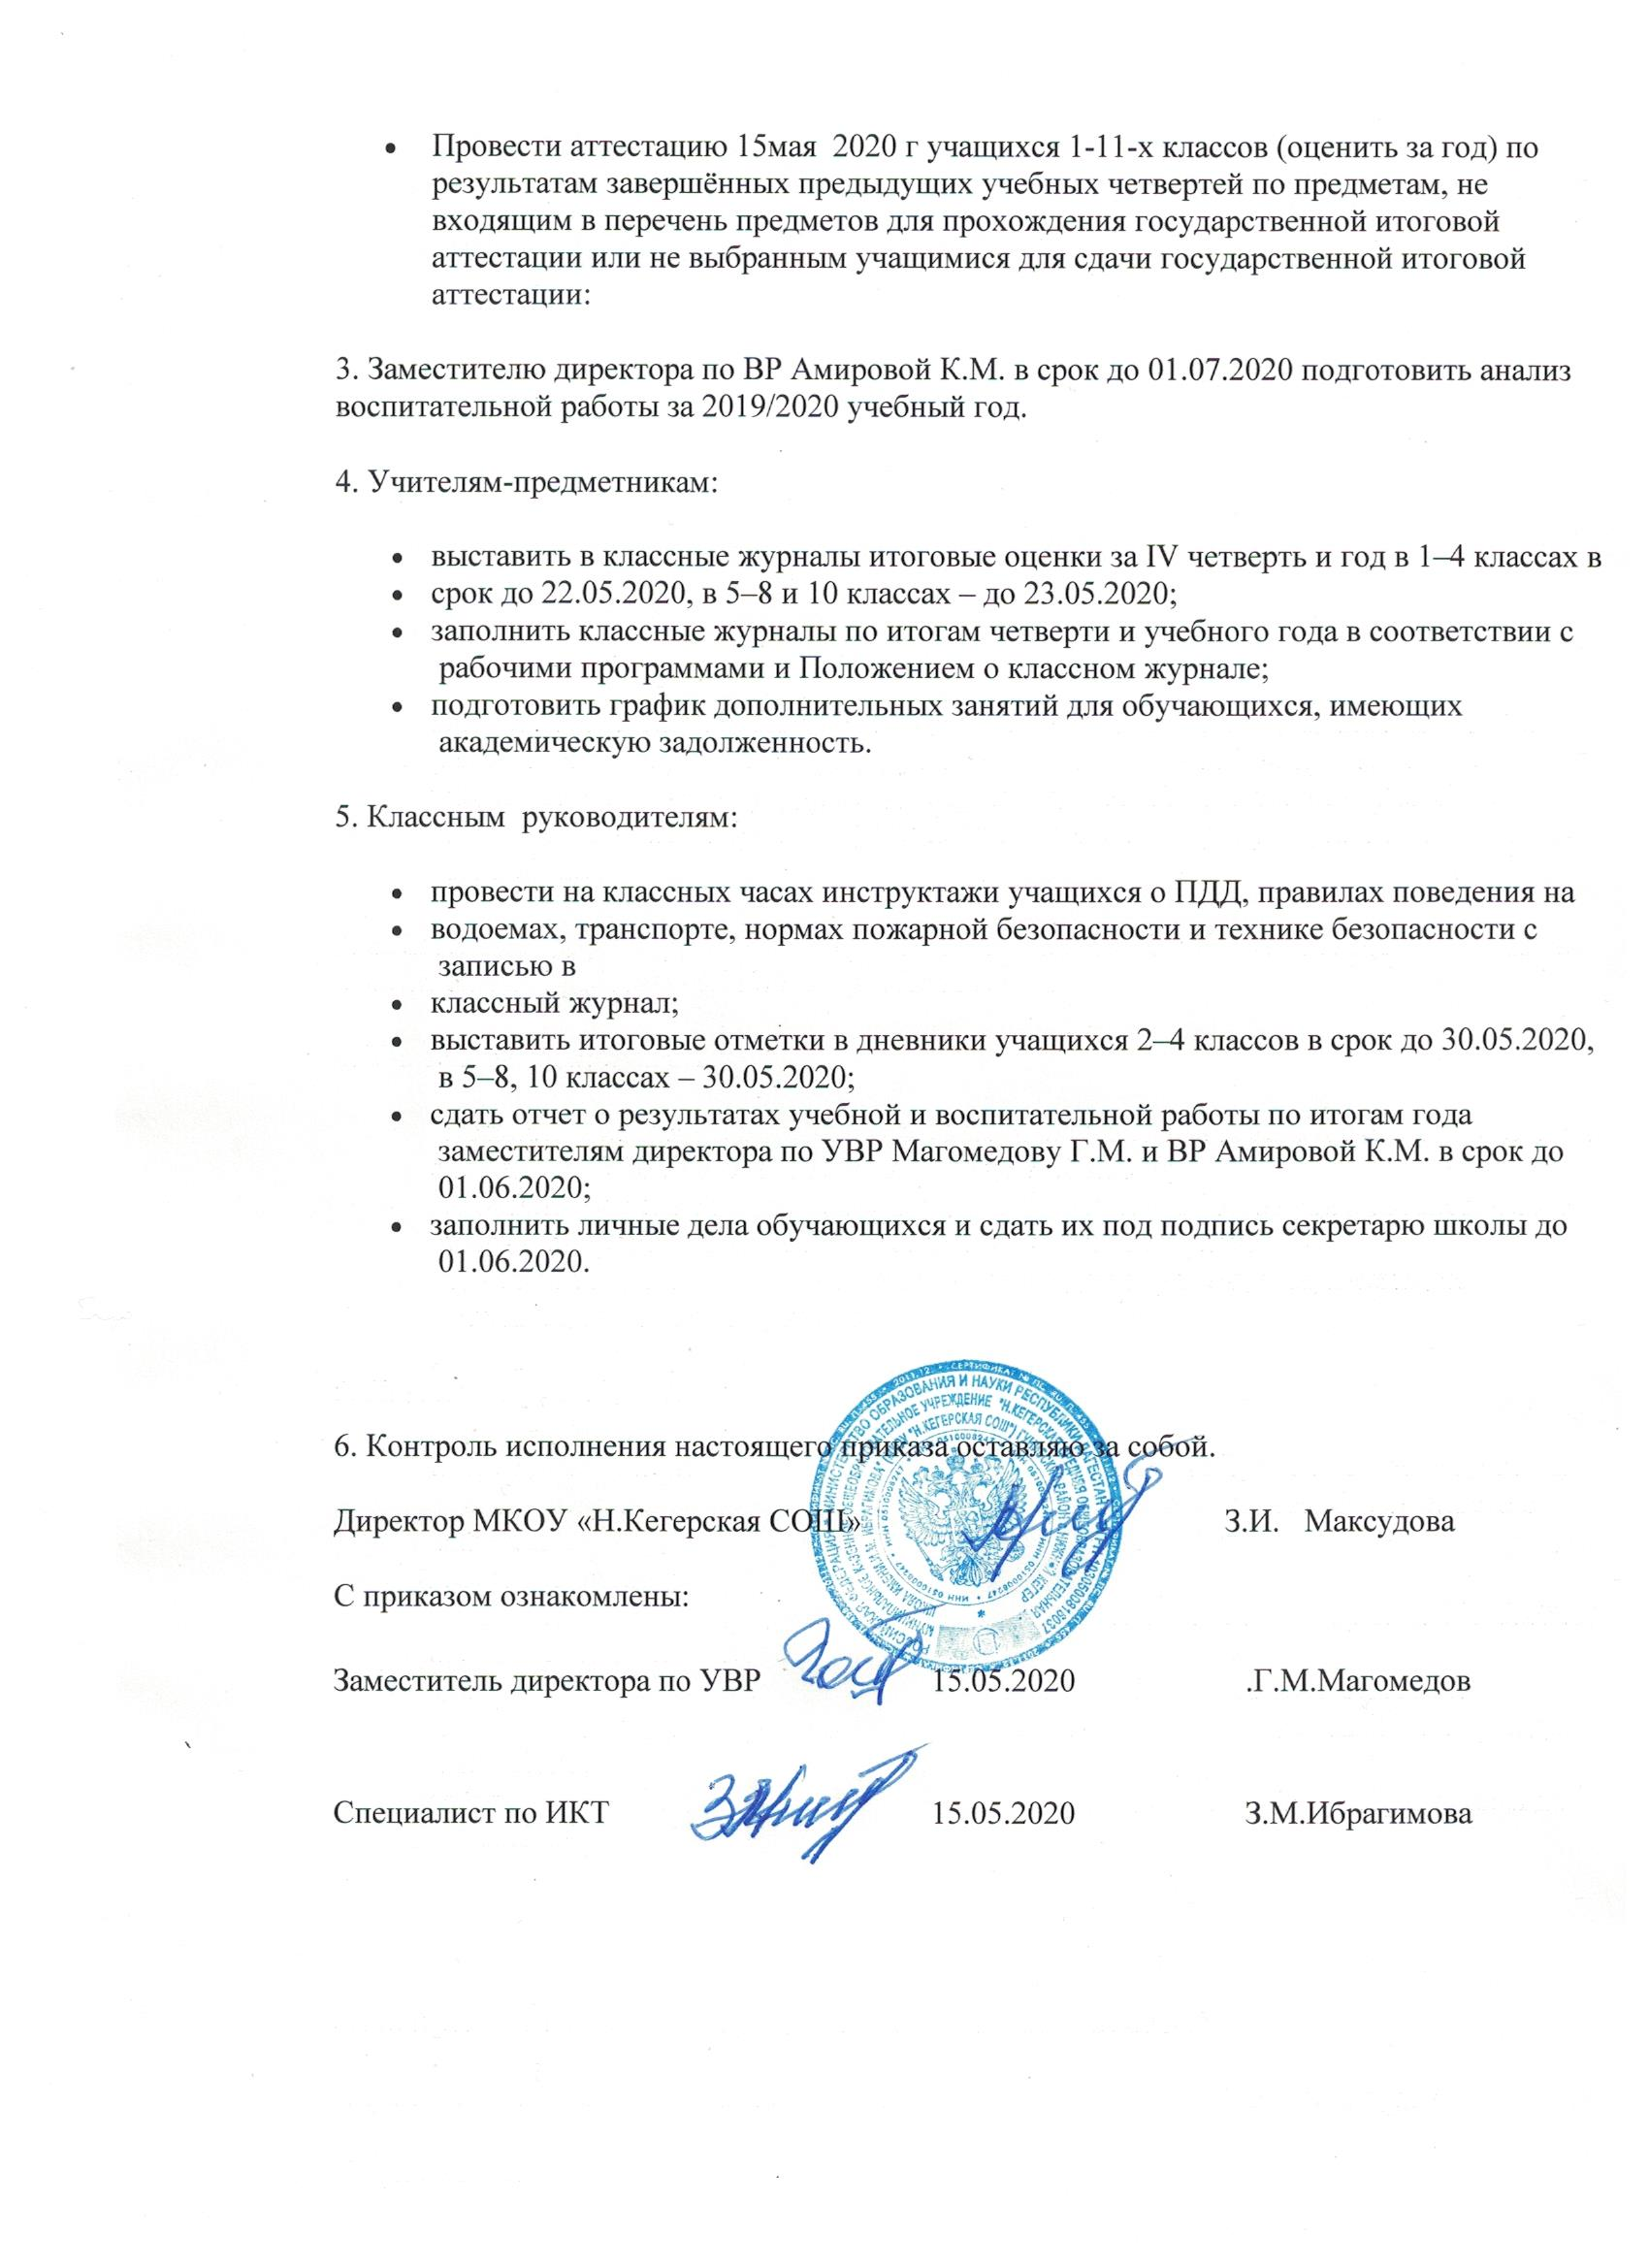 • Провести аттестацию 15мая  2020 г учащихся 1-11-х классов (оценить за год) по
результатам завершённых предыдущих учебных четвертей по предметам, не
входящим в перечень предметов для прохождения государственной итоговой
аттестации или не выбранным учащимися для сдачи государственной итоговой
аттестации:
3. Заместителю директора по ВР Амировой К.М. в срок до 01.07.2020 подготовить анализ
воспитательной работы за 2019/2020 учебный год.
4. Учителям-предметникам:
• выставить в классные журналы итоговые оценки за IV четверть и год в 1–4 классах в
• срок до 22.05.2020, в 5–8 и 10 классах – до 23.05.2020;
• заполнить классные журналы по итогам четверти и учебного года в соответствии с
рабочими программами и Положением о классном журнале;
• подготовить график дополнительных занятий для обучающихся, имеющих
академическую задолженность.
5. Классным  руководителям:
• провести на классных часах инструктажи учащихся о ПДД, правилах поведения на
• водоемах, транспорте, нормах пожарной безопасности и технике безопасности с
записью в
• классный журнал;
• выставить итоговые отметки в дневники учащихся 2–4 классов в срок до 30.05.2020,
в 5–8, 10 классах – 30.05.2020;
• сдать отчет о результатах учебной и воспитательной работы по итогам года
заместителям директора по УВР Магомедову Г.М. и ВР Амировой К.М. в срок до
01.06.2020;
• заполнить личные дела обучающихся и сдать их под подпись секретарю школы до
01.06.2020.
6. Контроль исполнения настоящего приказа оставляю за собой.
Директор МКОУ «Н.Кегерская СОШ» З.И.   Максудова
С приказом ознакомлены:
Заместитель директора по УВР 15.05.2020 .Г.М.Магомедов
Специалист по ИКТ 15.05.2020 З.М.Ибрагимова
МИНИСТЕРСТВО ОБРАЗОВАНИЯ И НАУКИ РЕСПУБЛИКИ ДАГЕСТАН